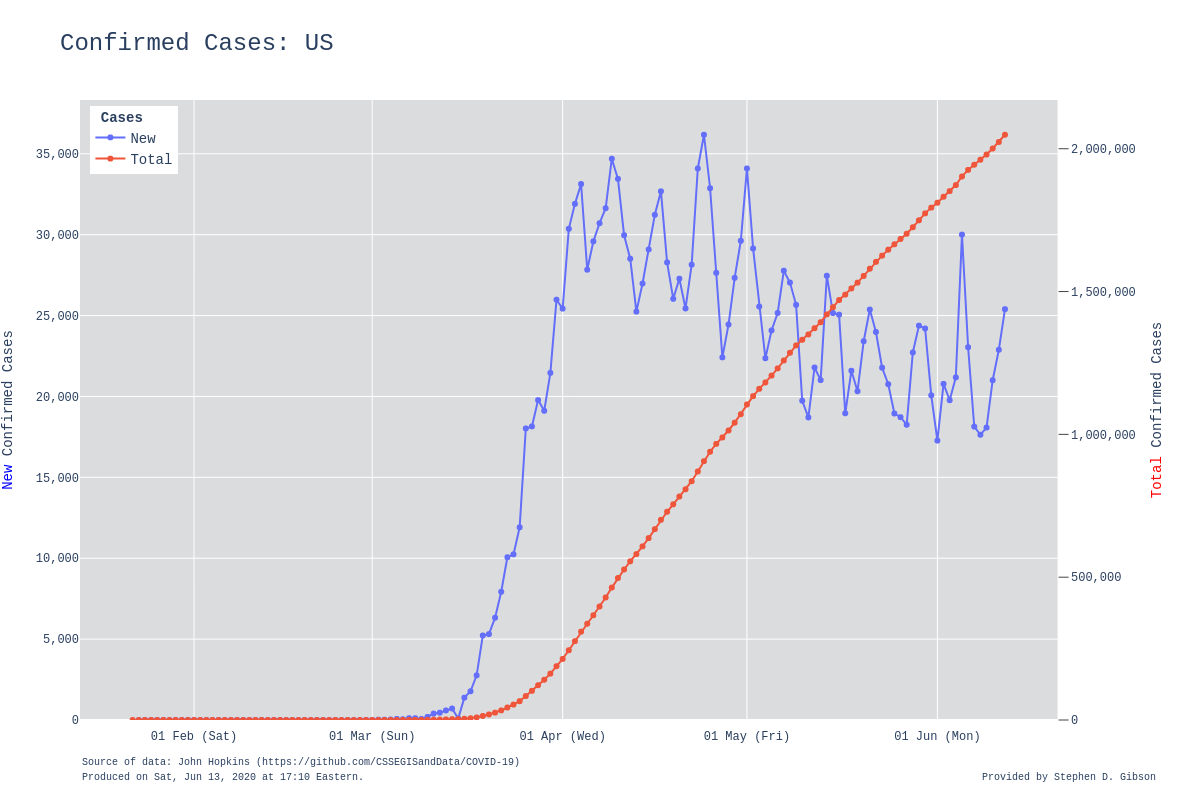 Confirmed Cases: US
Cases
New
Total
35,000
30,000
25,000
20,000
15,000
10,000
5,000
0
New Confirmed Cases
2,000,000
1,500,000
1,000,000
500,000
0
Total Confirmed Cases
01 Feb (Sat)
01 Mar (Sun)
01 Apr (Wed)
01 May (Fri)
01 Jun (Mon)
Source of data: John Hopkins (https://github.com/CSSEGISandData/COVID-19)
Produced on Sat, Jun 13, 2020 at 17:10 Eastern.
Provided by Stephen D. Gibson